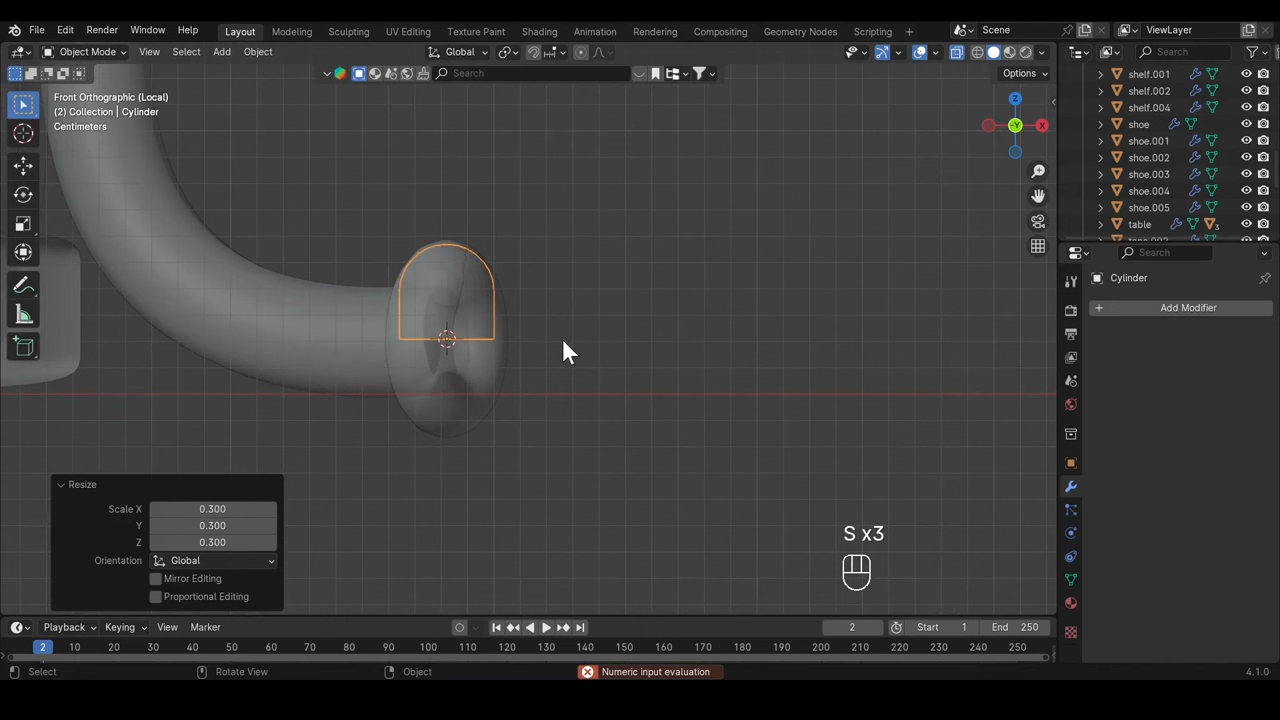 File Edit Render Window Help Layout Modeling Sculpting UV Editing Texture Paint Shading Animation Rendering Compositing Geometry Nodes Scripting + Scene ViewLayer
Object Mode View Select Add Object Global Search
Search Options
Front Orthographic (Local)
(2) Collection | Cylinder
Centimeters
Z
-Y
X
shelf.001
shelf.002
shelf.004
shoe
shoe.001
shoe.002
shoe.003
shoe.004
shoe.005
table 3
Search
Cylinder
+ Add Modifier
Resize
Scale X 0.300
Y 0.300
Z 0.300
Orientation Global
Mirror Editing
Proportional Editing
S x3
Playback Keying View Marker 2 Start 1 End 250
2 10 20 30 40 50 60 70 80 90 100 110 120 130 140 150 160 170 180 190 200 210 220 230 240 250
Select Rotate View Object Numeric input evaluation 4.1.0